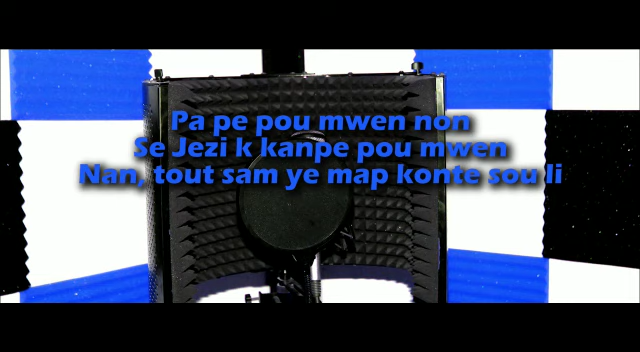 Pa pe pou mwen non
Se Jezi k kanpe pou mwen
Nan, tout sam ye map konte sou li